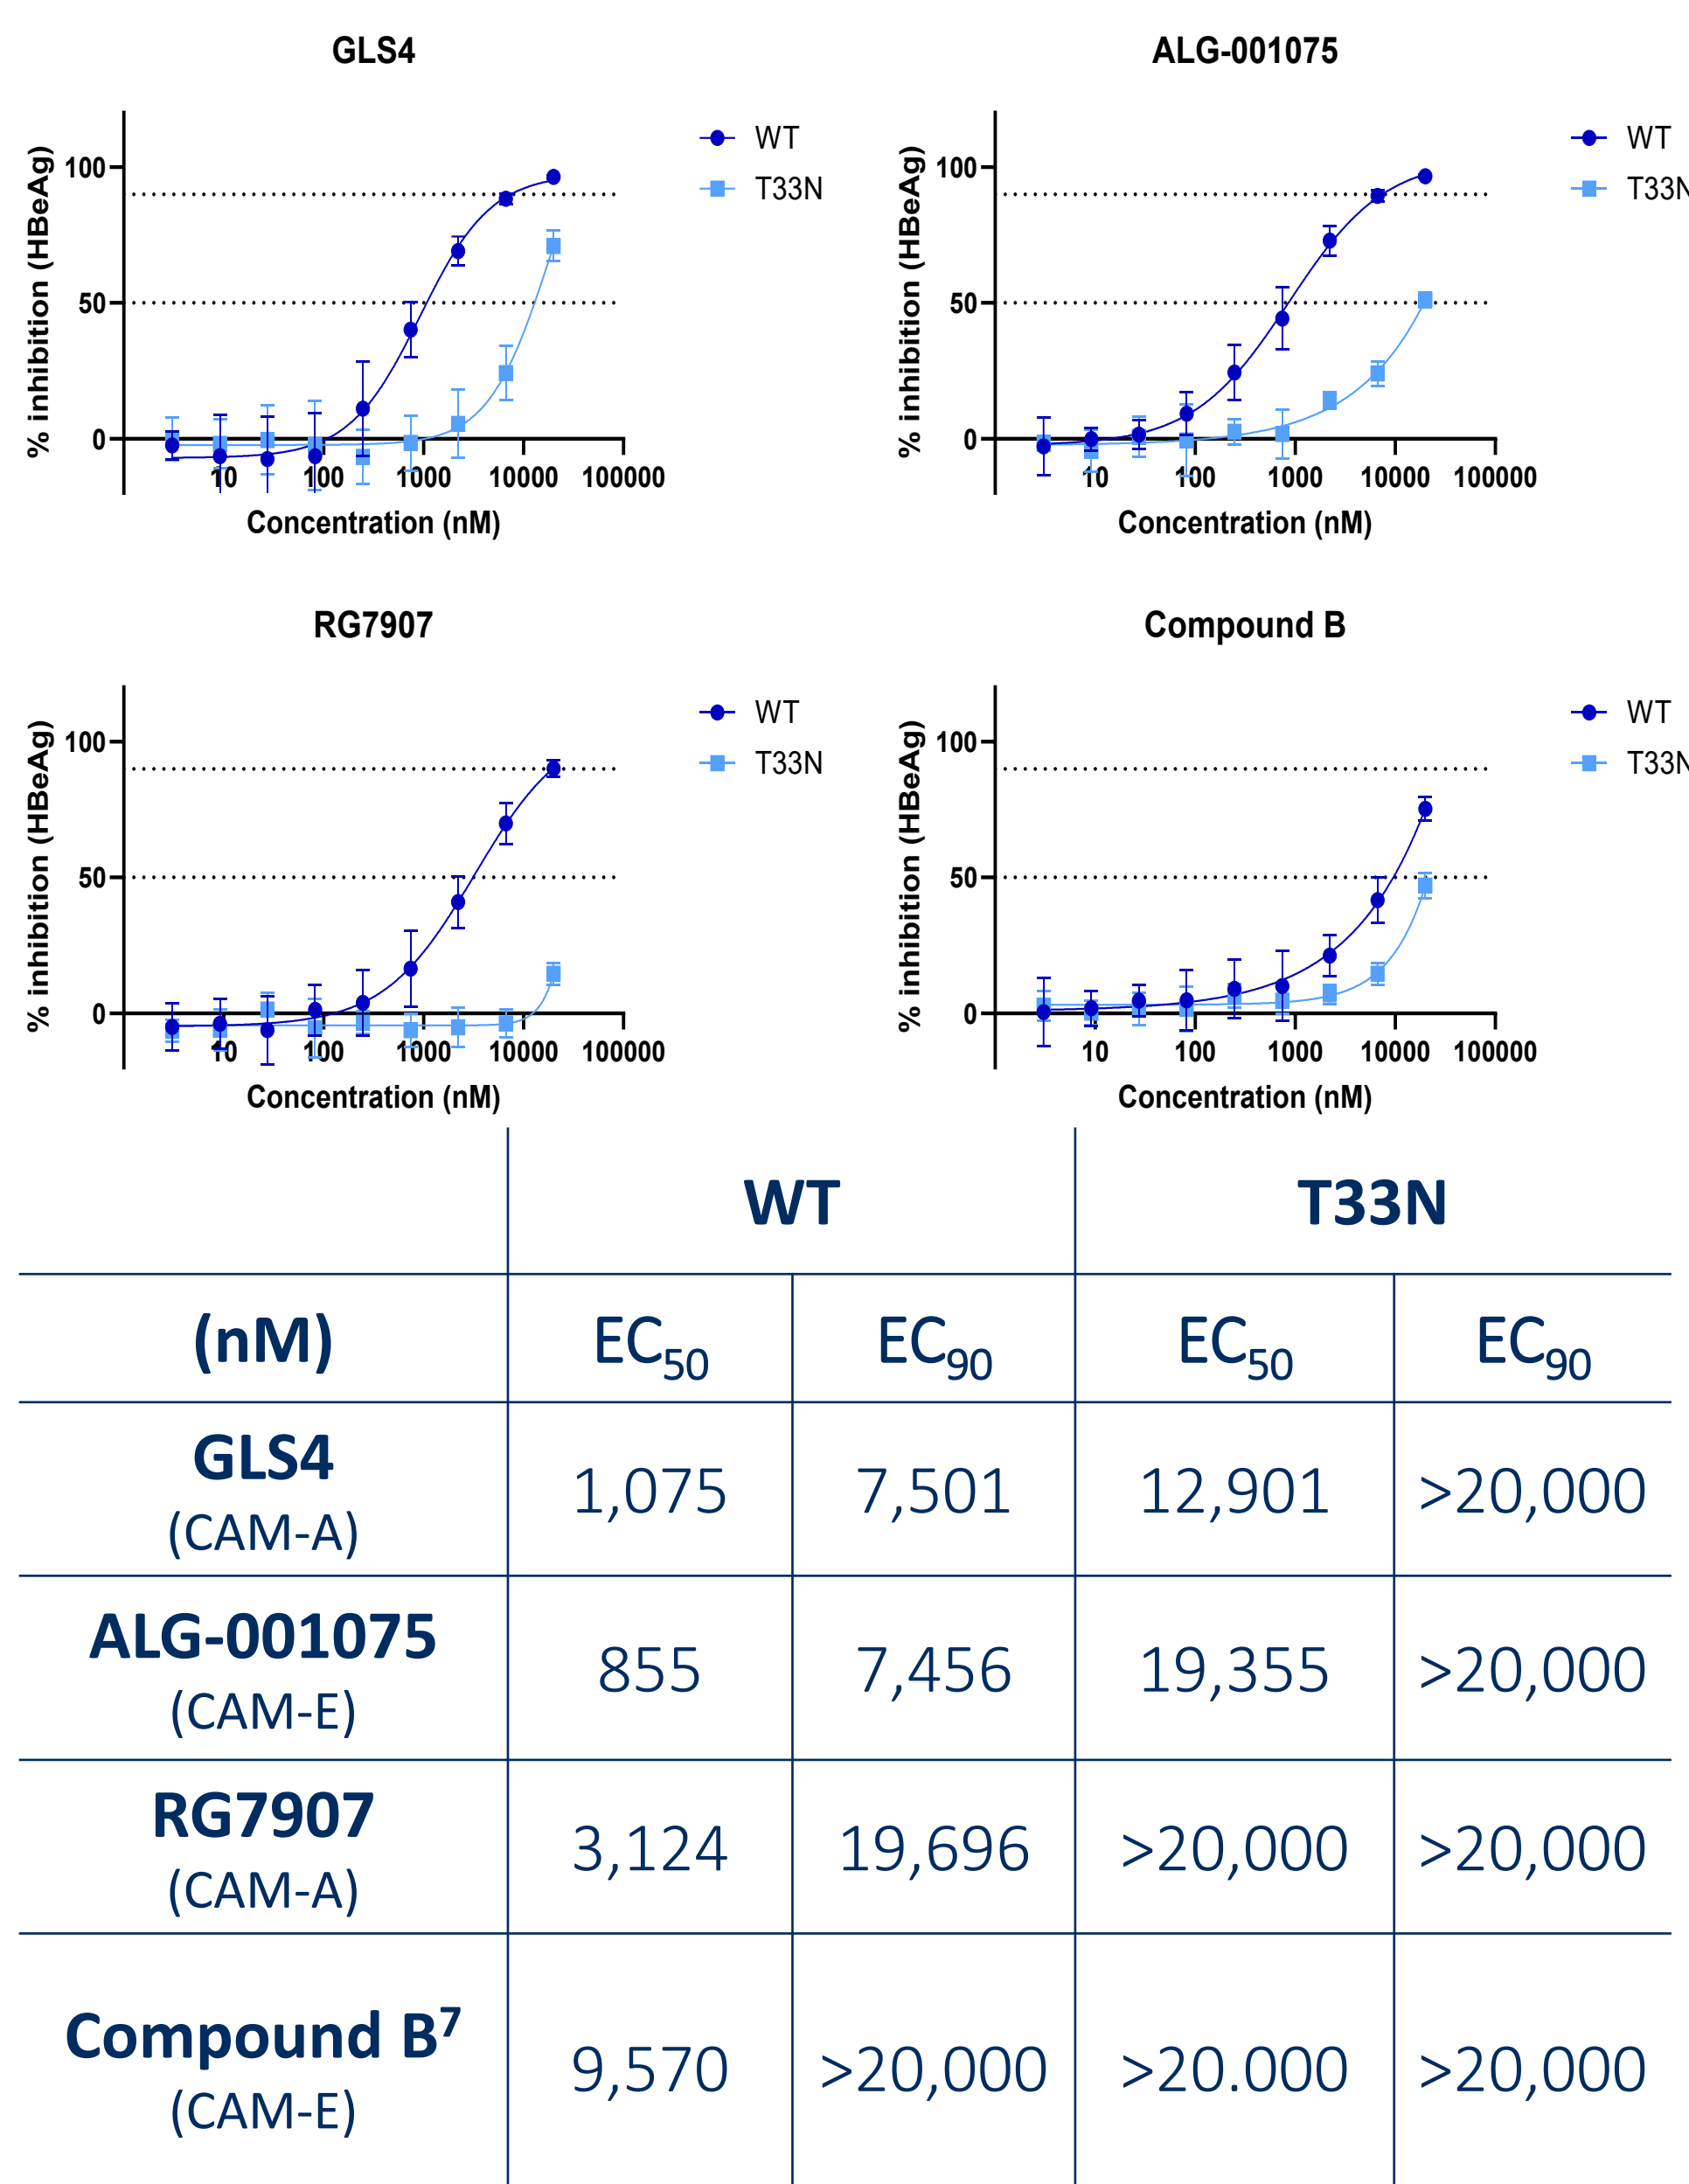 GLS4
% inhibition (HBeAg)
100
50
0
10 100 1000 10000 100000
Concentration (nM)
WT
T33N
ALG-001075
% inhibition (HBeAg)
100
50
0
10 100 1000 10000 100000
Concentration (nM)
WT
T33N
RG7907
% inhibition (HBeAg)
100
50
0
10 100 1000 10000 100000
Concentration (nM)
WT
T33N
Compound B
% inhibition (HBeAg)
100
50
0
10 100 1000 10000 100000
Concentration (nM)
WT
T33N
WT T33N
(nM) EC50 EC90 EC50 EC90
GLS4
(CAM-A)
1,075 7,501 12,901 >20,000
ALG-001075
(CAM-E)
855 7,456 19,355 >20,000
RG7907
(CAM-A)
3,124 19,696 >20,000 >20,000
Compound B7
(CAM-E)
9,570 >20,000 >20.000 >20,000